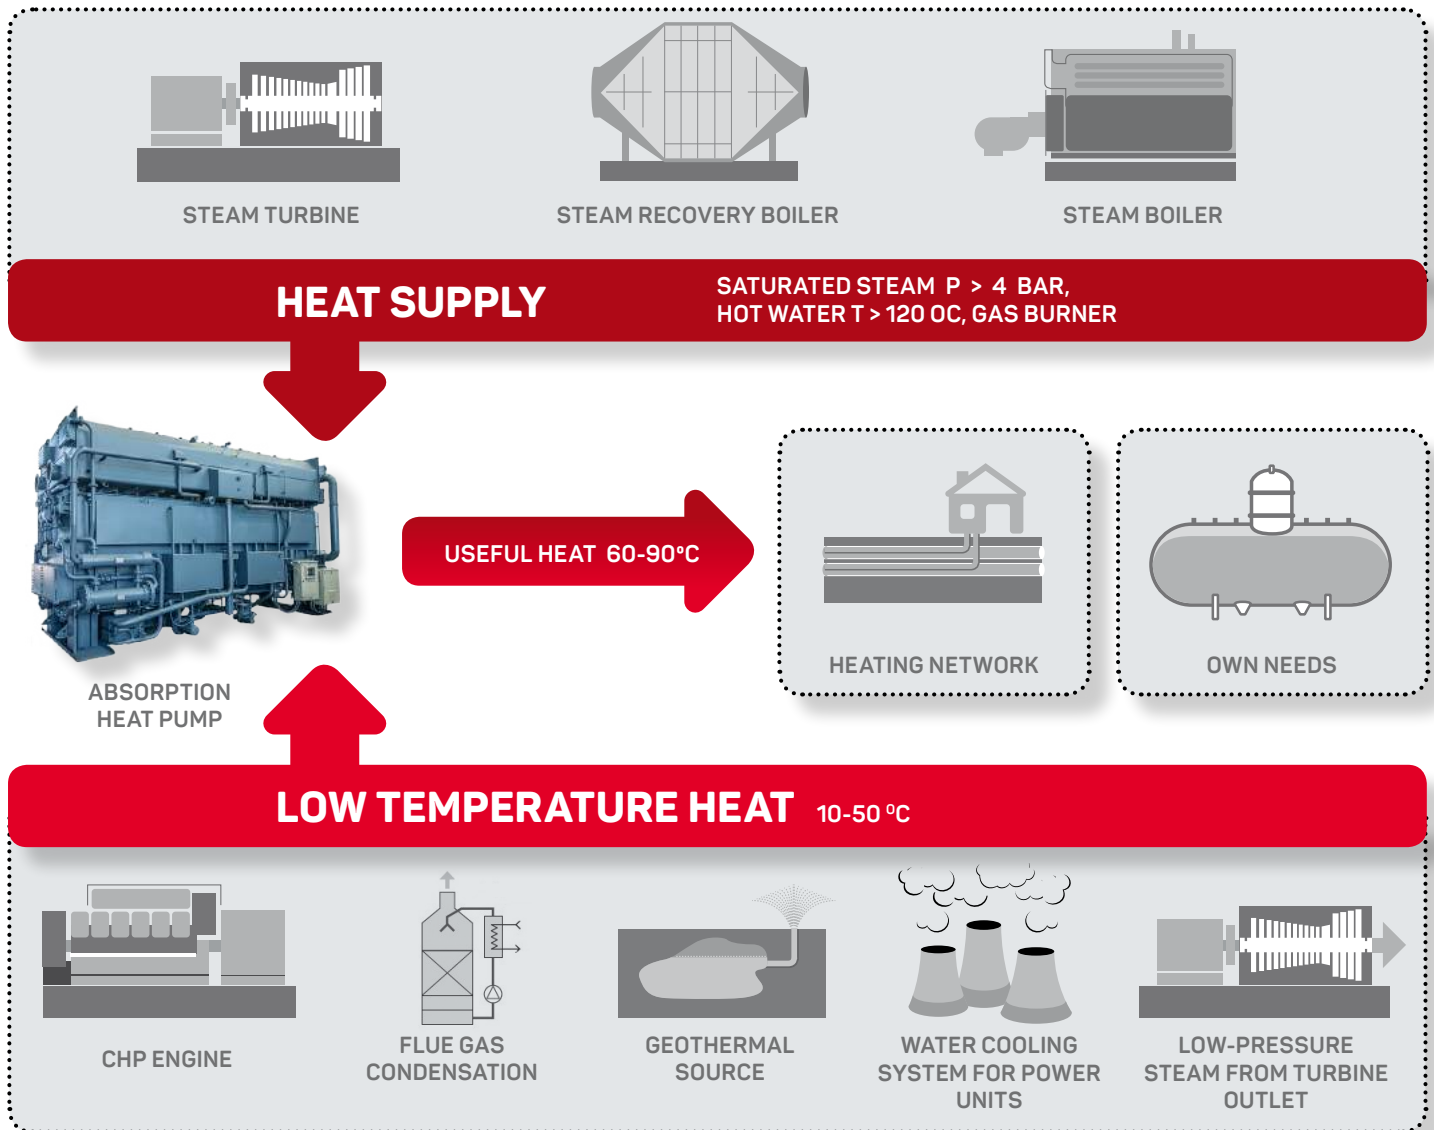 STEAM TURBINE
STEAM RECOVERY BOILER
STEAM BOILER
HEAT SUPPLY
SATURATED STEAM P > 4 BAR,
HOT WATER T > 120 OC, GAS BURNER
USEFUL HEAT 60-90°C
HEATING NETWORK
OWN NEEDS
ABSORPTION
HEAT PUMP
LOW TEMPERATURE HEAT 10-50 ⁰C
CHP ENGINE
FLUE GAS
CONDENSATION
GEOTHERMAL
SOURCE
WATER COOLING
SYSTEM FOR POWER
UNITS
LOW-PRESSURE
STEAM FROM TURBINE
OUTLET